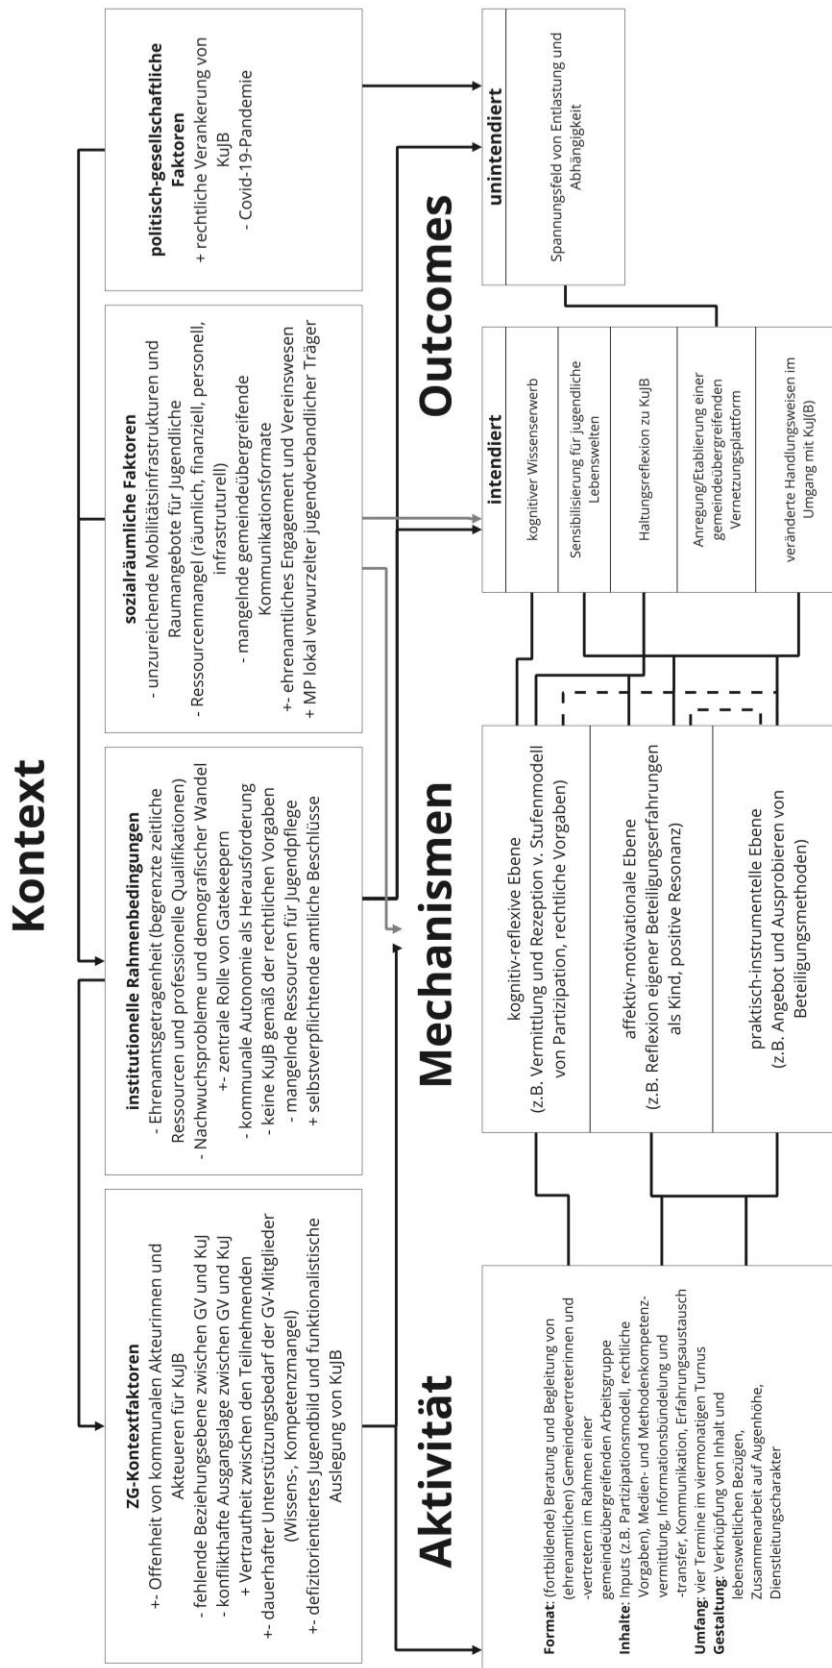 Kontext
ZG-Kontextfaktoren
+- Offenheit von kommunalen Akteurinnen und
Akteueren für KuJB
- fehlende Beziehungsebene zwischen GV und KuJ
- konflikthafte Ausgangslage zwischen GV und KuJ
+ Vertrautheit zwischen den Teilnehmenden
+- dauerhafter Unterstützungsbedarf der GV-Mitglieder
(Wissens-, Kompetenzmangel)
+- defizitorientiertes Jugendbild und funktionalistische
Auslegung von KuJB
institutionelle Rahmenbedingungen
- Ehrenamtsgetragenheit (begrenzte zeitliche
Ressourcen und professionelle Qualifikationen)
- Nachwuchsprobleme und demografischer Wandel
+- zentrale Rolle von Gatekeepern
- kommunale Autonomie als Herausforderung
- keine KuJB gemäß der rechtlichen Vorgaben
- mangelnde Ressourcen für Jugendpflege
+ selbstverpflichtende amtliche Beschlüsse
sozialräumliche Faktoren
- unzureichende Mobilitätsinfrastrukturen und
Raumangebote für Jugendliche
- Ressourcenmangel (räumlich, finanziell, personell,
infrastruturell)
- mangelnde gemeindeübergreifende
Kommunikationsformate
+- ehrenamtliches Engagement und Vereinswesen
+ MP lokal verwurzelter jugendverbandlicher Träger
politisch-gesellschaftliche
Faktoren
+ rechtliche Verankerung von
KuJB
- Covid-19-Pandemie
Aktivität
Format: (fortbildende) Beratung und Begleitung von
(ehrenamtlichen) Gemeindevertreterinnen und
-vertretern im Rahmen einer
gemeindeübergreifenden Arbeitsgruppe
Inhalte: Inputs (z.B. Partizipationsmodell, rechtliche
Vorgaben), Medien- und Methodenkompetenz-
vermittlung, Informationsbündelung und
-transfer, Kommunikation, Erfahrungsaustausch
Umfang: vier Termine im viermonatigen Turnus
Gestaltung: Verknüpfung von Inhalt und
lebensweltlichen Bezügen,
Zusammenarbeit auf Augenhöhe,
Dienstleitungscharakter
Mechanismen
kognitiv-reflexive Ebene
(z.B. Vermittlung und Rezeption v. Stufenmodell
von Partizipation, rechtliche Vorgaben)
affektiv-motivationale Ebene
(z.B. Reflexion eigener Beteiligungserfahrungen
als Kind, positive Resonanz)
praktisch-instrumentelle Ebene
(z.B. Angebot und Ausprobieren von
Beteiligungsmethoden)
Outcomes
intendiert
kognitiver Wissenserwerb
Sensibilisierung für jugendliche
Lebenswelten
Haltungsreflexion zu KuJB
Anregung/Etablierung einer
gemeindeübergreifenden
Vernetzungsplattform
veränderte Handlungsweisen im
Umgang mit KuJ(B)
unintendiert
Spannungsfeld von Entlastung und
Abhängigkeit